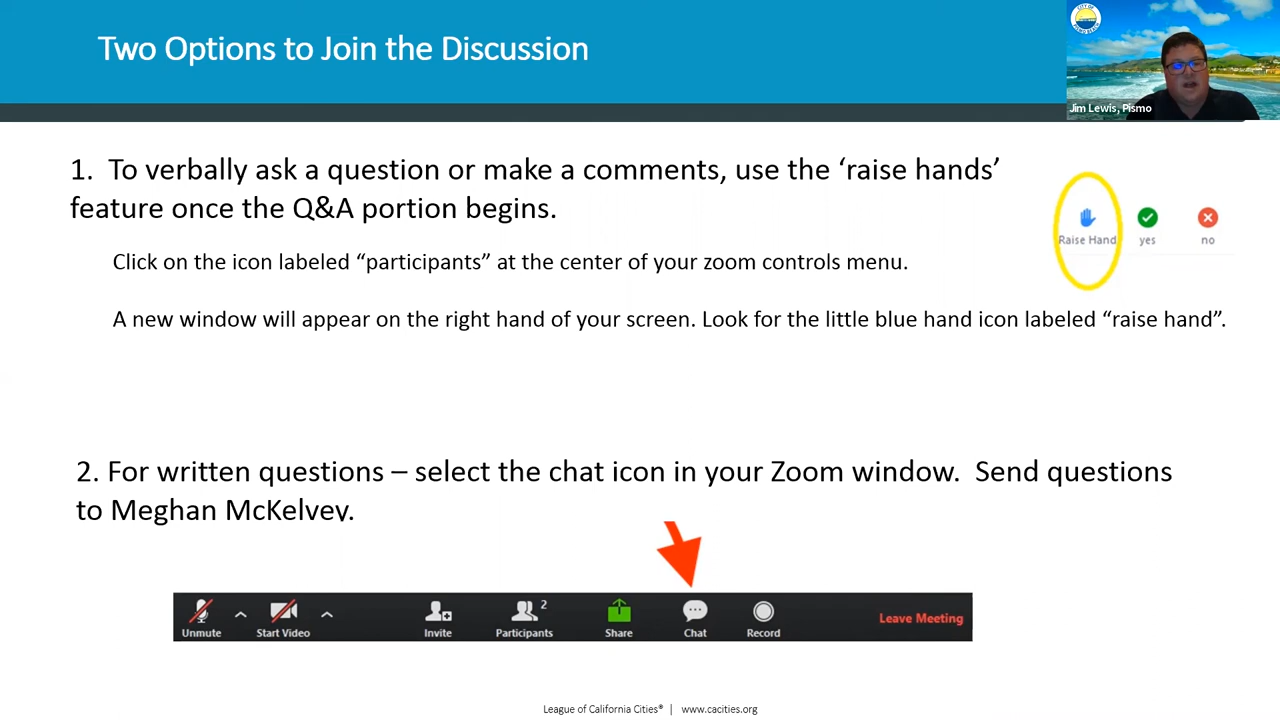 Two Options to Join the Discussion
CITY OF
PISMO BEACH
Jim Lewis, Pismo
1. To verbally ask a question or make a comments, use the ‘raise hands’
feature once the Q&A portion begins.
Raise Hand
yes
no
Click on the icon labeled “participants” at the center of your zoom controls menu.
A new window will appear on the right hand of your screen. Look for the little blue hand icon labeled “raise hand”.
2. For written questions – select the chat icon in your Zoom window. Send questions
to Meghan McKelvey.
2
Unmute Start Video Invite Participants Share Chat Record Leave Meeting
League of California Cities® | www.cacities.org